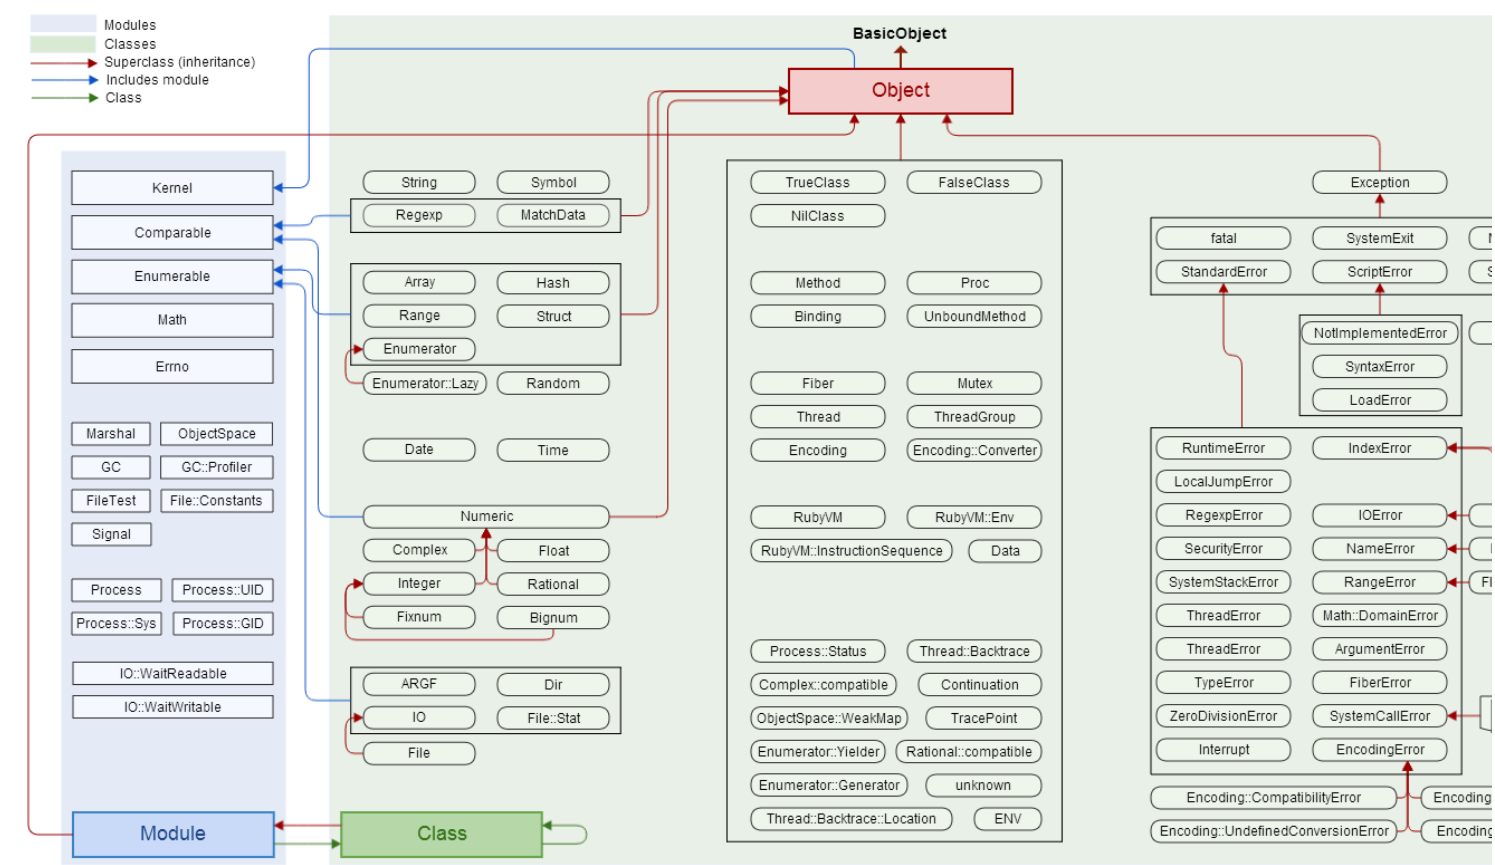 Modules
Classes
Superclass (inheritance)
Includes module
Class
BasicObject
Object
Kernel
Comparable
Enumerable
Math
Errno
Marshal ObjectSpace
GC GC::Profiler
FileTest File::Constants
Signal
Process Process::UID
Process::Sys Process::GID
IO::WaitReadable
IO::WaitWritable
Module
String Symbol
Regexp MatchData
Array Hash
Range Struct
Enumerator
Enumerator::Lazy Random
Date Time
Numeric
Complex Float
Integer Rational
Fixnum Bignum
ARGF Dir
IO File::Stat
File
Class
TrueClass FalseClass
NilClass
Method Proc
Binding UnboundMethod
Fiber Mutex
Thread ThreadGroup
Encoding Encoding::Converter
RubyVM RubyVM::Env
RubyVM::InstructionSequence Data
Process::Status Thread::Backtrace
Complex::compatible Continuation
ObjectSpace::WeakMap TracePoint
Enumerator::Yielder Rational::compatible
Enumerator::Generator unknown
Thread::Backtrace::Location ENV
Exception
fatal SystemExit
StandardError ScriptError
NotImplementedError
SyntaxError
LoadError
RuntimeError IndexError
LocalJumpError
RegexpError IOError
SecurityError NameError
SystemStackError RangeError Fl
ThreadError Math::DomainError
ThreadError ArgumentError
TypeError FiberError
ZeroDivisionError SystemCallError
Interrupt EncodingError
Encoding::CompatibilityError Encoding
Encoding::UndefinedConversionError Encoding